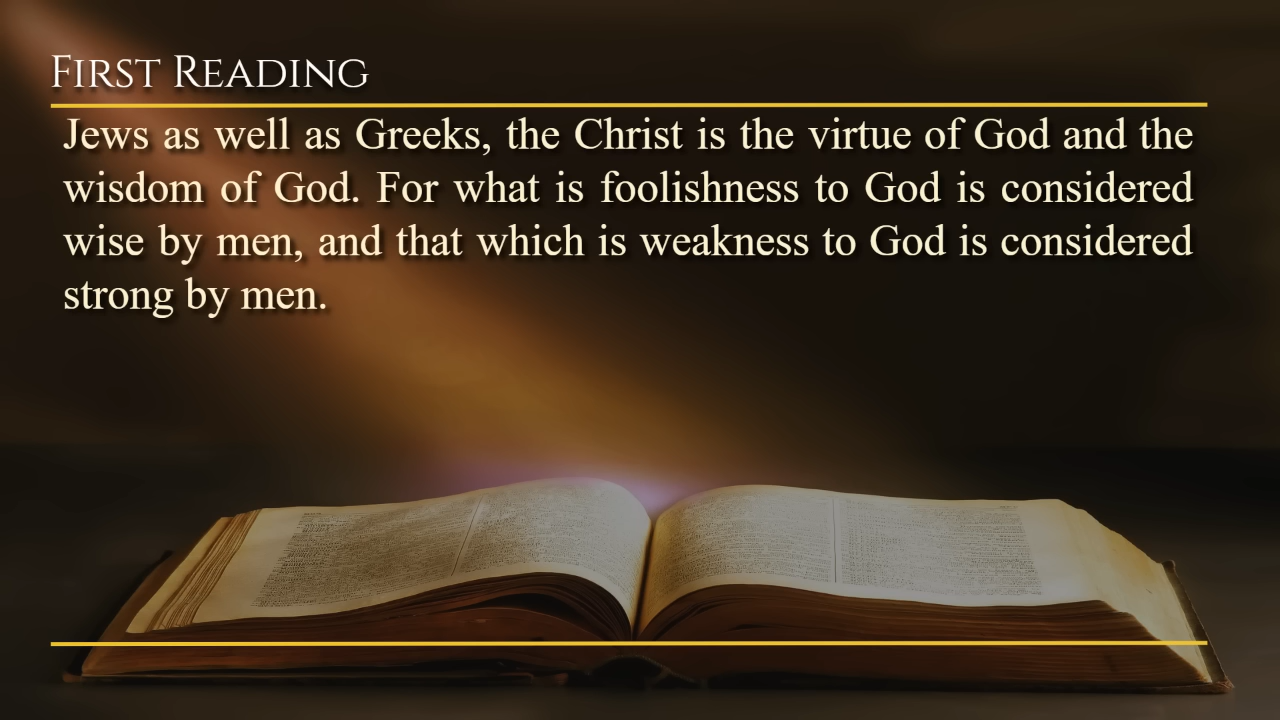 First Reading
Jews as well as Greeks, the Christ is the virtue of God and the
wisdom of God. For what is foolishness to God is considered
wise by men, and that which is weakness to God is considered
strong by men.